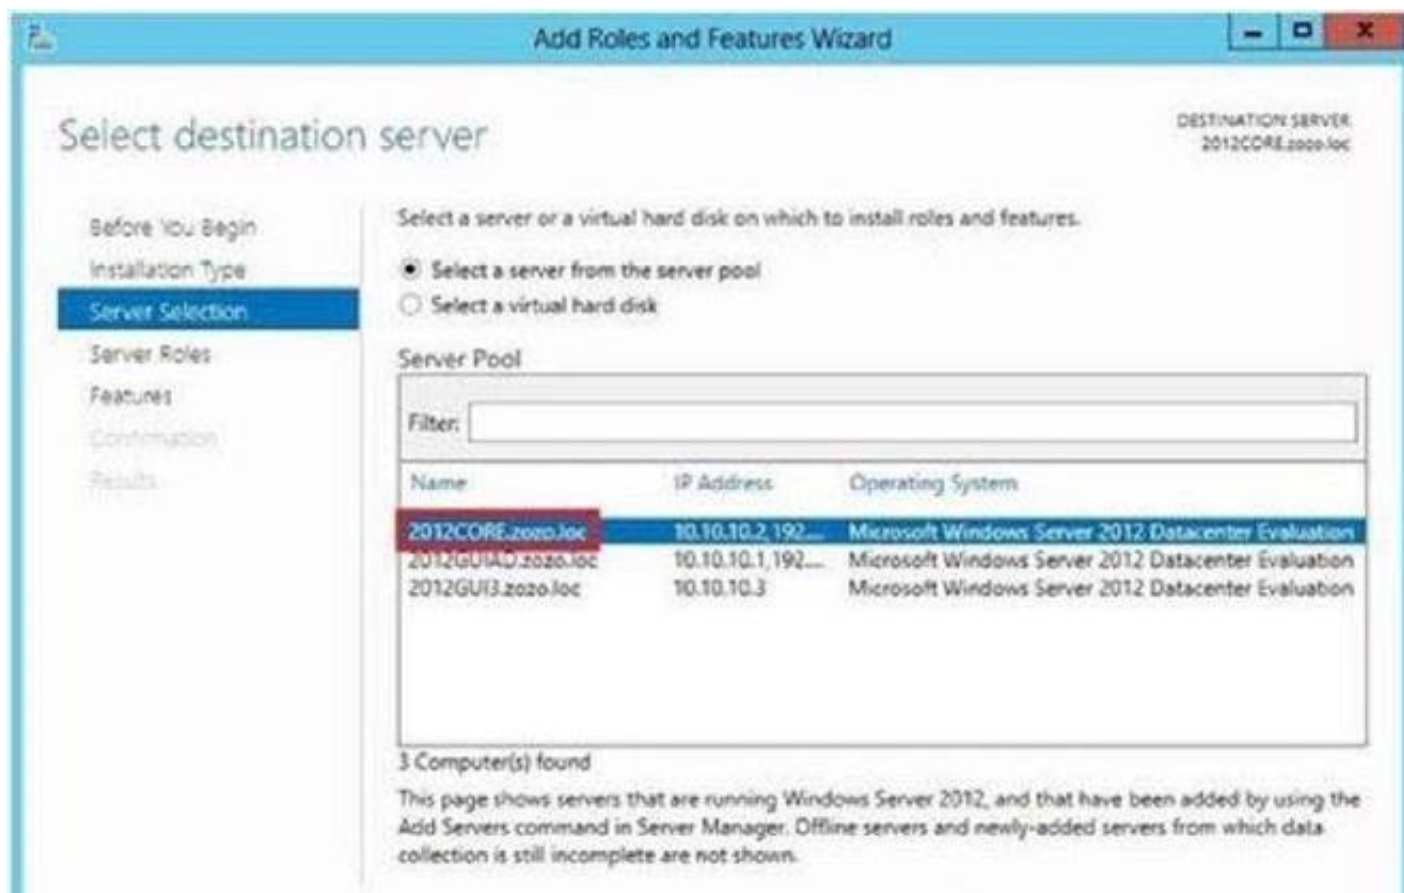 Add Roles and Features Wizard
Select destination server
DESTINATION SERVER
2012CORE.zozo.loc
Before You Begin
Installation Type
Server Selection
Server Roles
Features
Confirmation
Results
Select a server or a virtual hard disk on which to install roles and features.
Select a server from the server pool
Select a virtual hard disk
Server Pool
Filter:
Name IP Address Operating System
2012CORE.zozo.loc 10.10.10.2, 192.... Microsoft Windows Server 2012 Datacenter Evaluation
2012GUIAD.zozo.loc 10.10.10.1, 192.... Microsoft Windows Server 2012 Datacenter Evaluation
2012GUI3.zozo.loc 10.10.10.3 Microsoft Windows Server 2012 Datacenter Evaluation
3 Computer(s) found
This page shows servers that are running Windows Server 2012, and that have been added by using the
Add Servers command in Server Manager. Offline servers and newly-added servers from which data
collection is still incomplete are not shown.